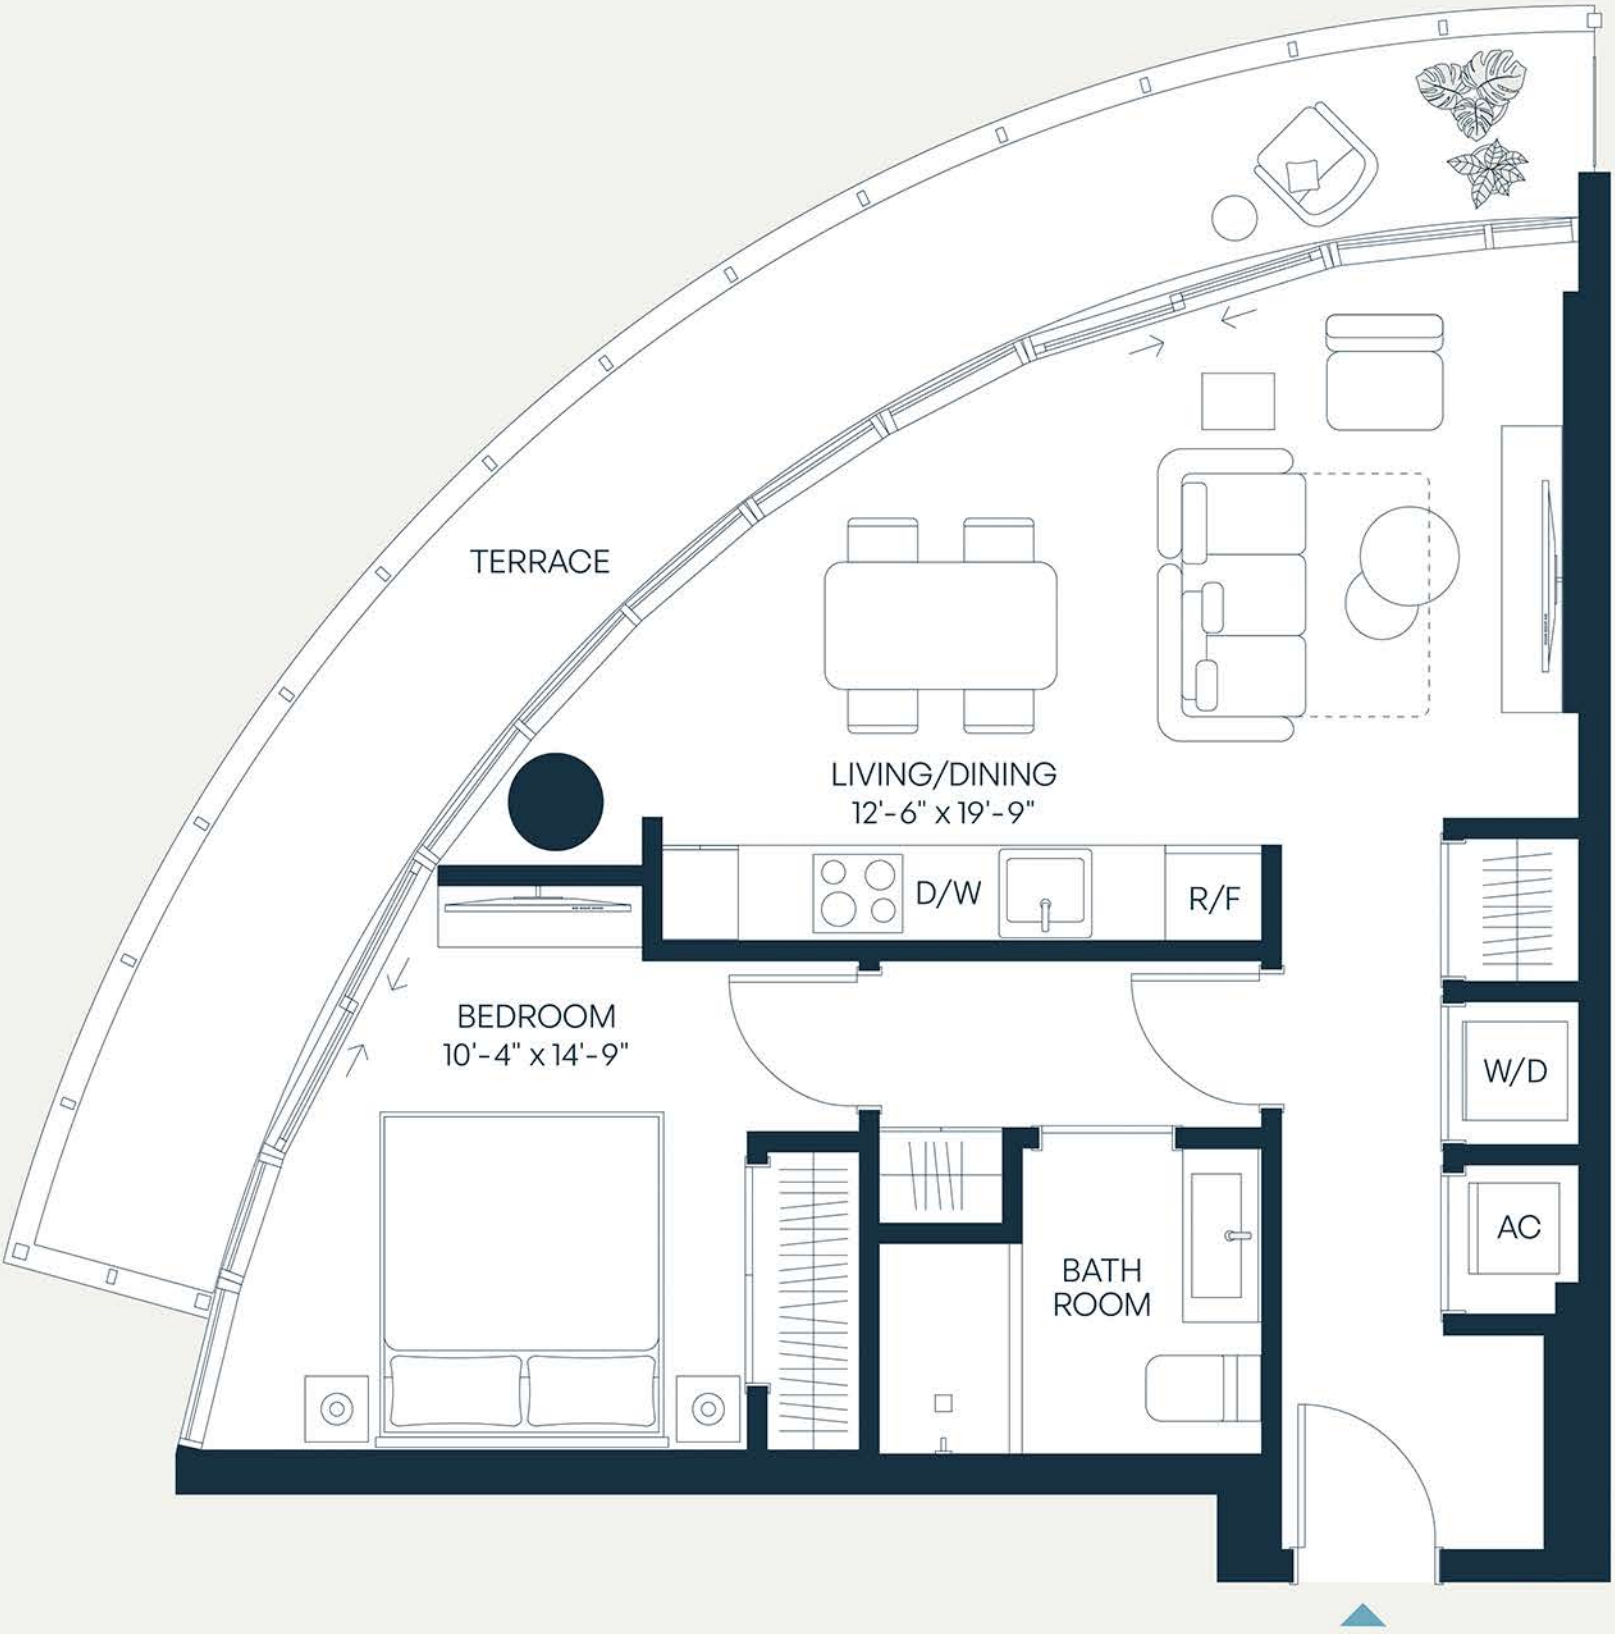 TERRACE
LIVING/DINING
12'-6" x 19'-9"
D/W
R/F
BEDROOM
10'-4" x 14'-9"
W/D
AC
BATH
ROOM